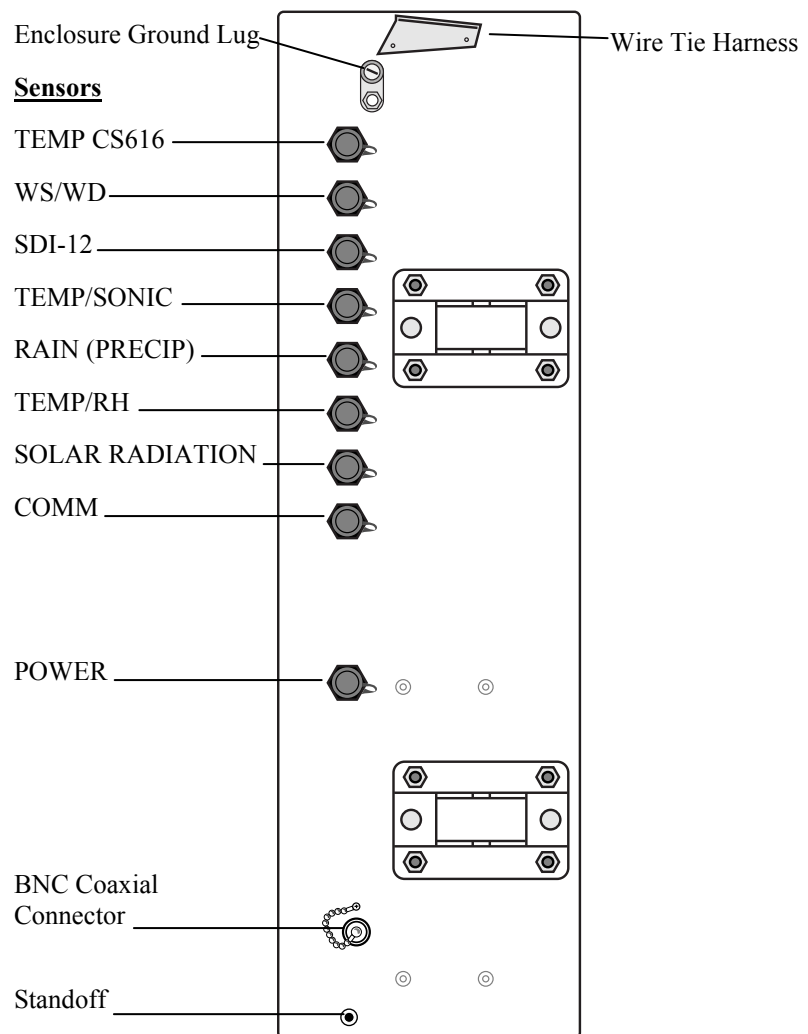 Enclosure Ground Lug
Wire Tie Harness
Sensors
TEMP CS616
WS/WD
SDI-12
TEMP/SONIC
RAIN (PRECIP)
TEMP/RH
SOLAR RADIATION
COMM
POWER
BNC Coaxial
Connector
Standoff